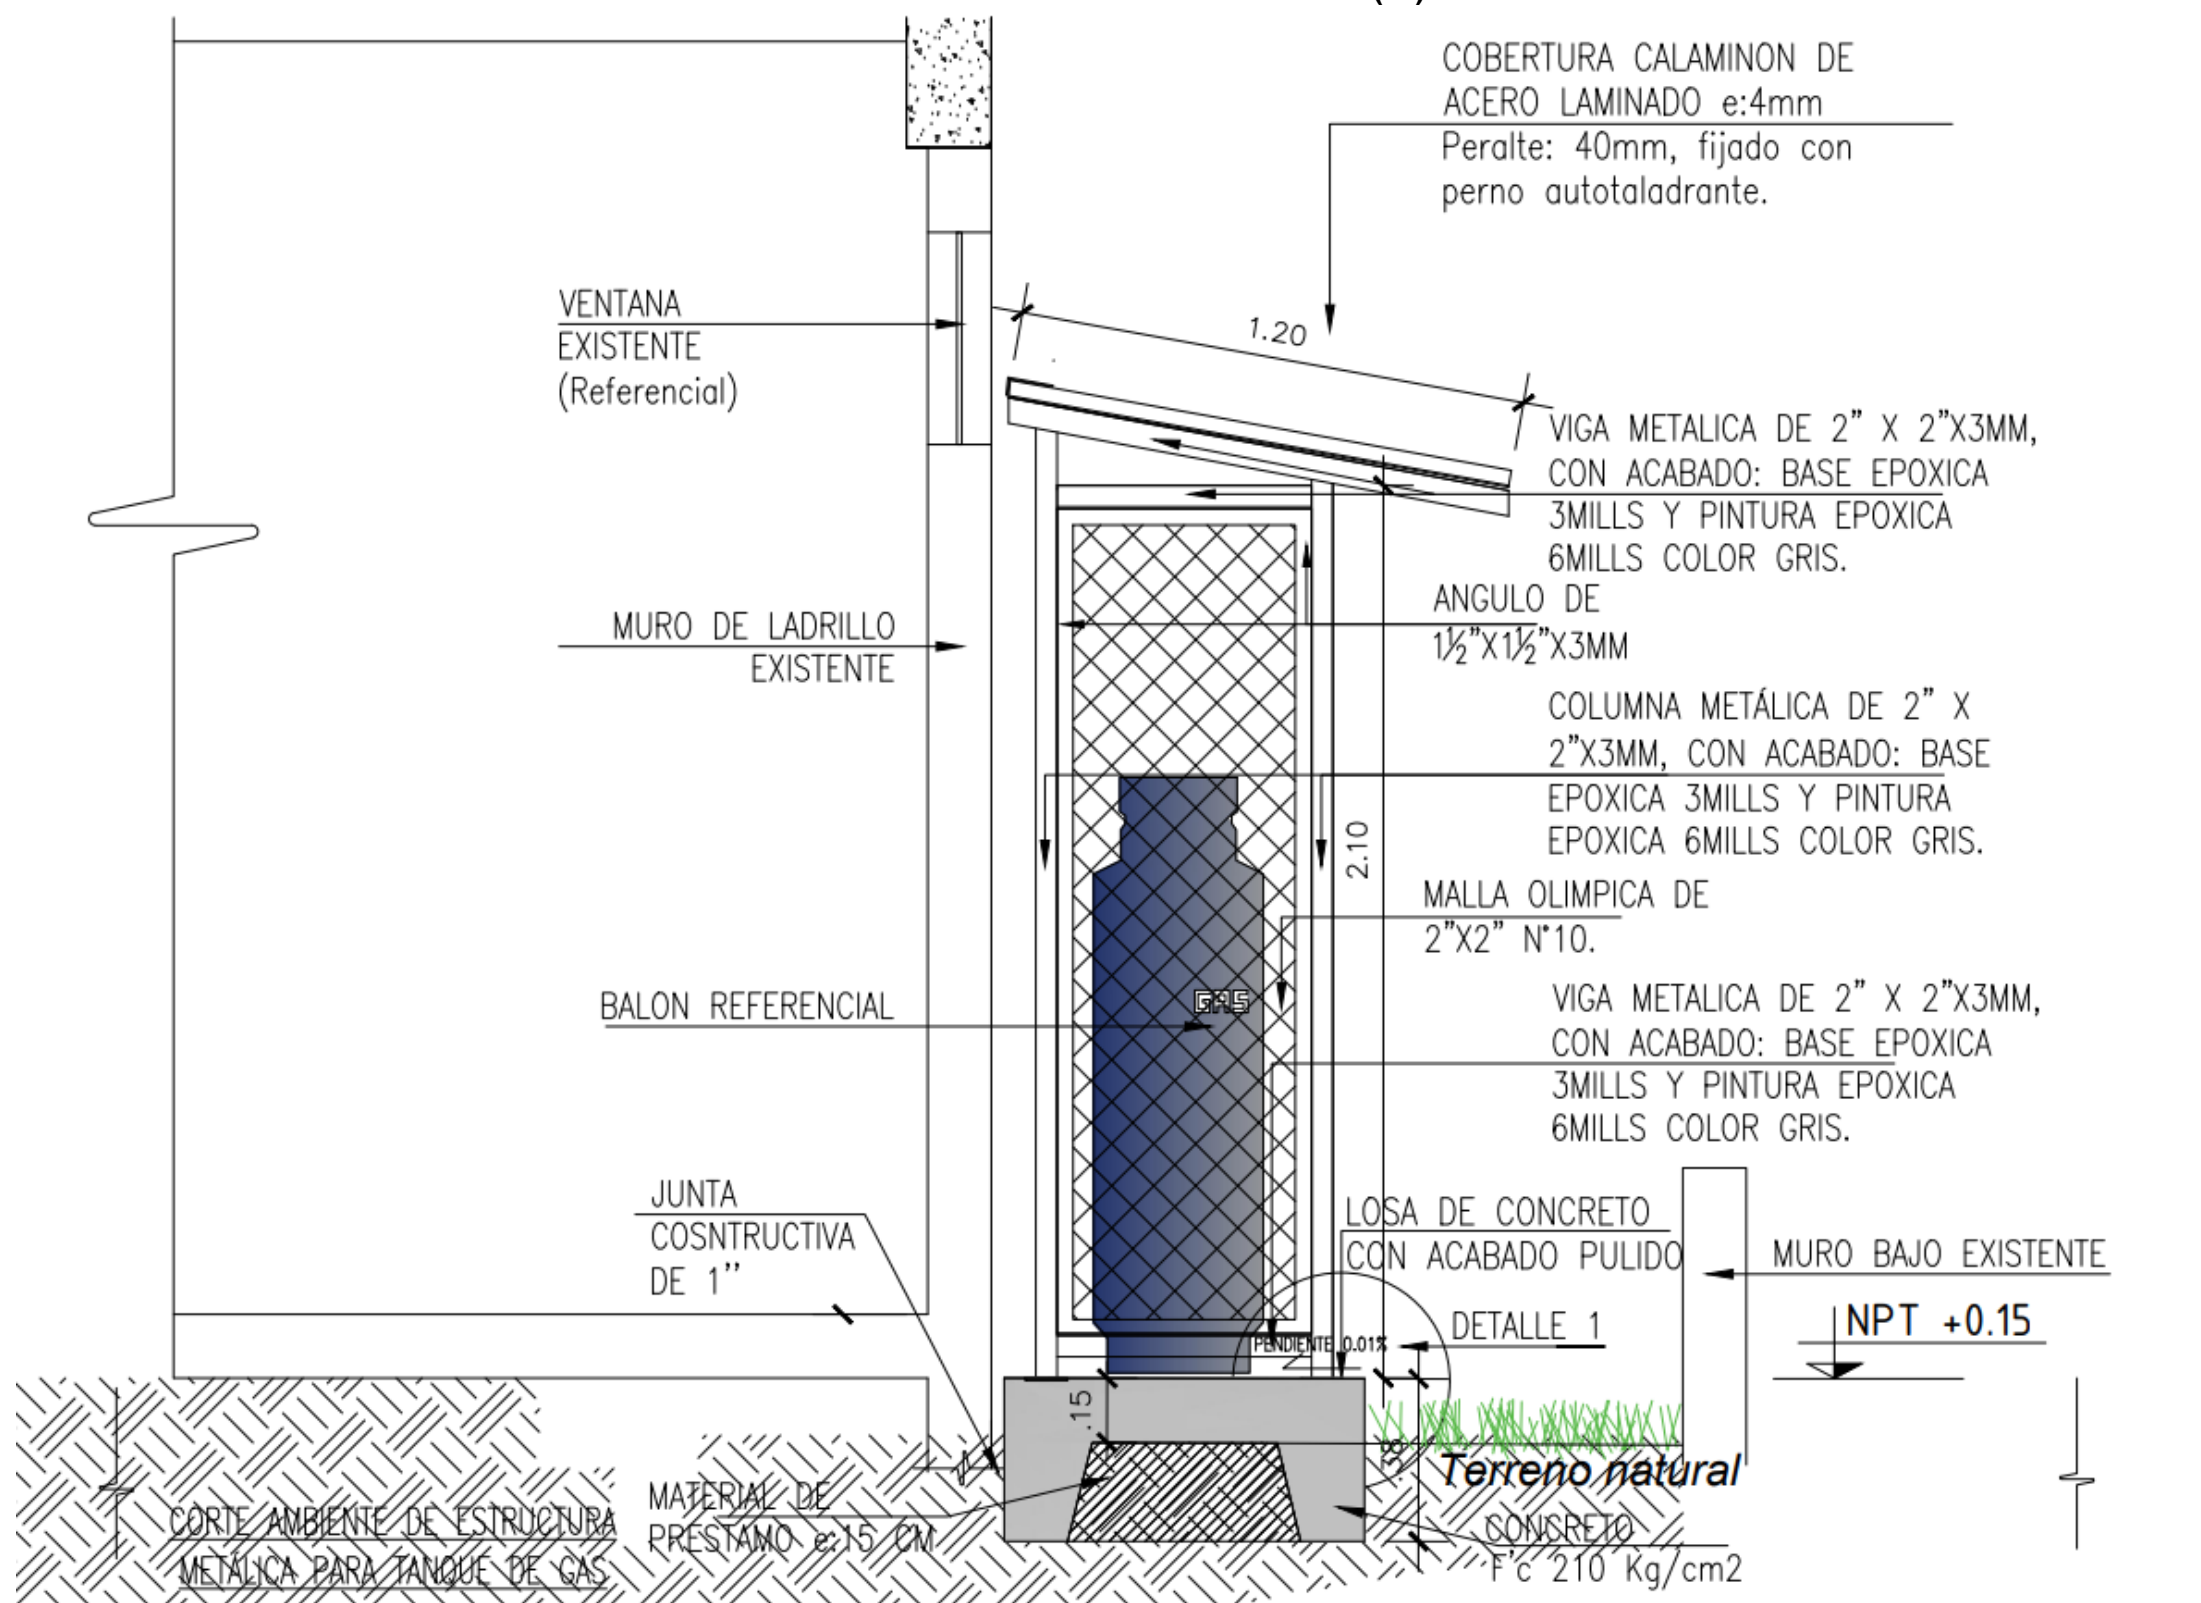 COBERTURA CALAMINON DE
ACERO LAMINADO e:4mm
Peralte: 40mm, fijado con
perno autotaladrante.
VENTANA
EXISTENTE
(Referencial)
1.20
VIGA METALICA DE 2" X 2"X3MM,
CON ACABADO: BASE EPOXICA
3MILLS Y PINTURA EPOXICA
6MILLS COLOR GRIS.
ANGULO DE
1½"X1½"X3MM
MURO DE LADRILLO
EXISTENTE
COLUMNA METÁLICA DE 2" X
2"X3MM, CON ACABADO: BASE
EPOXICA 3MILLS Y PINTURA
EPOXICA 6MILLS COLOR GRIS.
2.10
MALLA OLIMPICA DE
2"X2" N°10.
BALON REFERENCIAL
GAS
VIGA METALICA DE 2" X 2"X3MM,
CON ACABADO: BASE EPOXICA
3MILLS Y PINTURA EPOXICA
6MILLS COLOR GRIS.
JUNTA
COSNTRUCTIVA
DE 1''
LOSA DE CONCRETO
CON ACABADO PULIDO
MURO BAJO EXISTENTE
DETALLE 1
NPT +0.15
PENDIENTE 0.01%
.15
.58
Terreno natural
MATERIAL DE
PRESTAMO e:15 CM
CORTE AMBIENTE DE ESTRUCTURA
METÁLICA PARA TANQUE DE GAS
CONCRETO
F'c 210 Kg/cm2